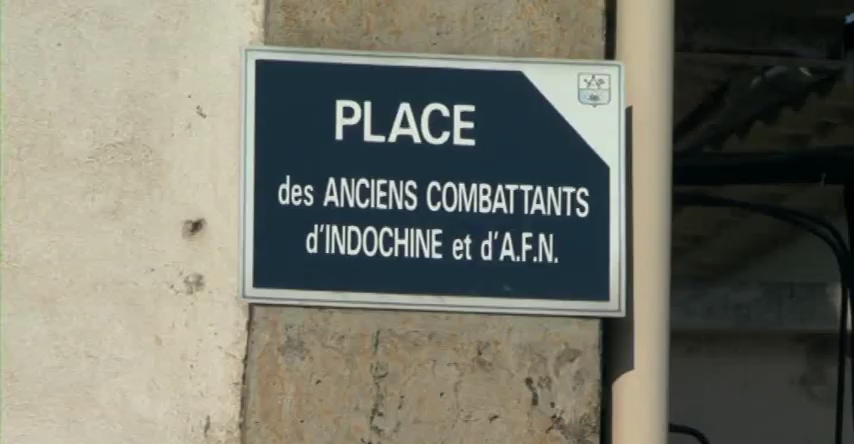 PLACE
des ANCIENS COMBATTANTS
d'INDOCHINE et d'A.F.N.